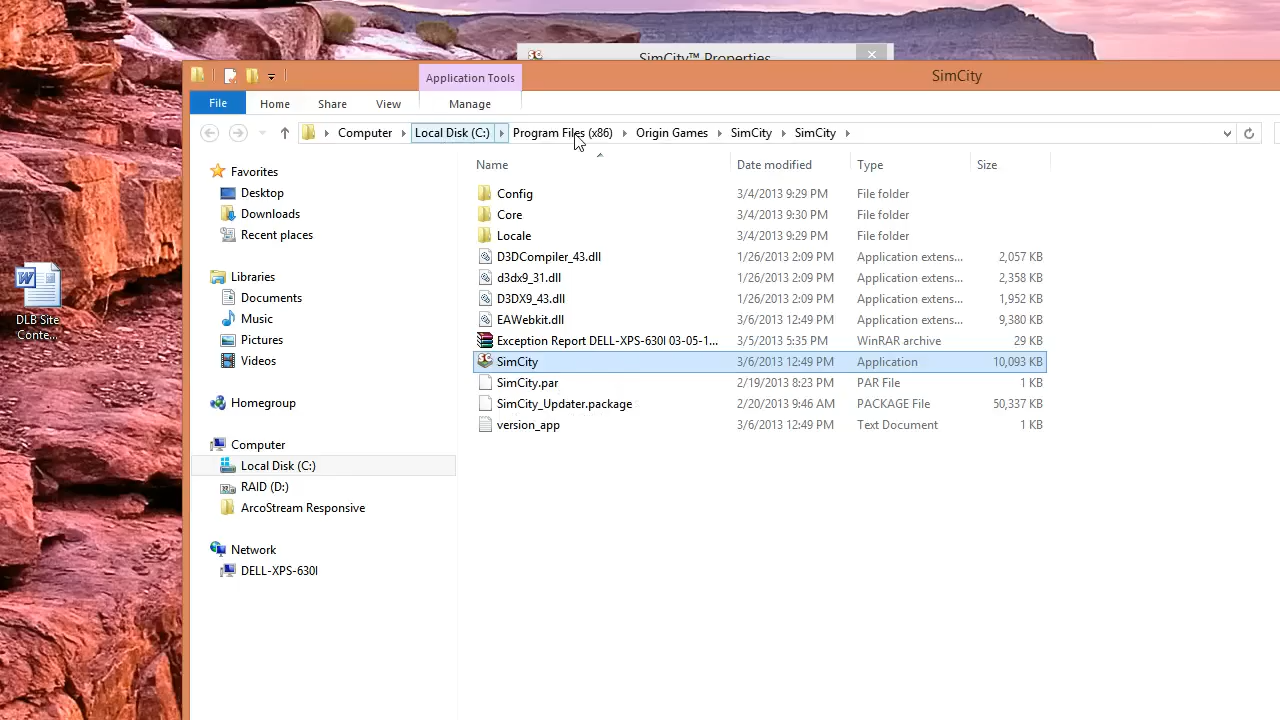 SimCity™ Properties
Application Tools
SimCity
File
Home
Share
View
Manage
Computer
Local Disk (C:)
Program Files (x86)
Origin Games
SimCity
SimCity
Favorites
Desktop
Downloads
Recent places
Libraries
Documents
Music
Pictures
Videos
Homegroup
Computer
Local Disk (C:)
RAID (D:)
ArcoStream Responsive
Network
DELL-XPS-630I
Name Date modified Type Size
Config 3/4/2013 9:29 PM File folder
Core 3/4/2013 9:30 PM File folder
Locale 3/4/2013 9:29 PM File folder
D3DCompiler_43.dll 1/26/2013 2:09 PM Application extens... 2,057 KB
d3dx9_31.dll 1/26/2013 2:09 PM Application extens... 2,358 KB
D3DX9_43.dll 1/26/2013 2:09 PM Application extens... 1,952 KB
EAWebkit.dll 3/6/2013 12:49 PM Application extens... 9,380 KB
Exception Report DELL-XPS-630I 03-05-1... 3/5/2013 5:35 PM WinRAR archive 29 KB
SimCity 3/6/2013 12:49 PM Application 10,093 KB
SimCity.par 2/19/2013 8:23 PM PAR File 1 KB
SimCity_Updater.package 2/20/2013 9:46 AM PACKAGE File 50,337 KB
version_app 3/6/2013 12:49 PM Text Document 1 KB
DLB Site
Conte...